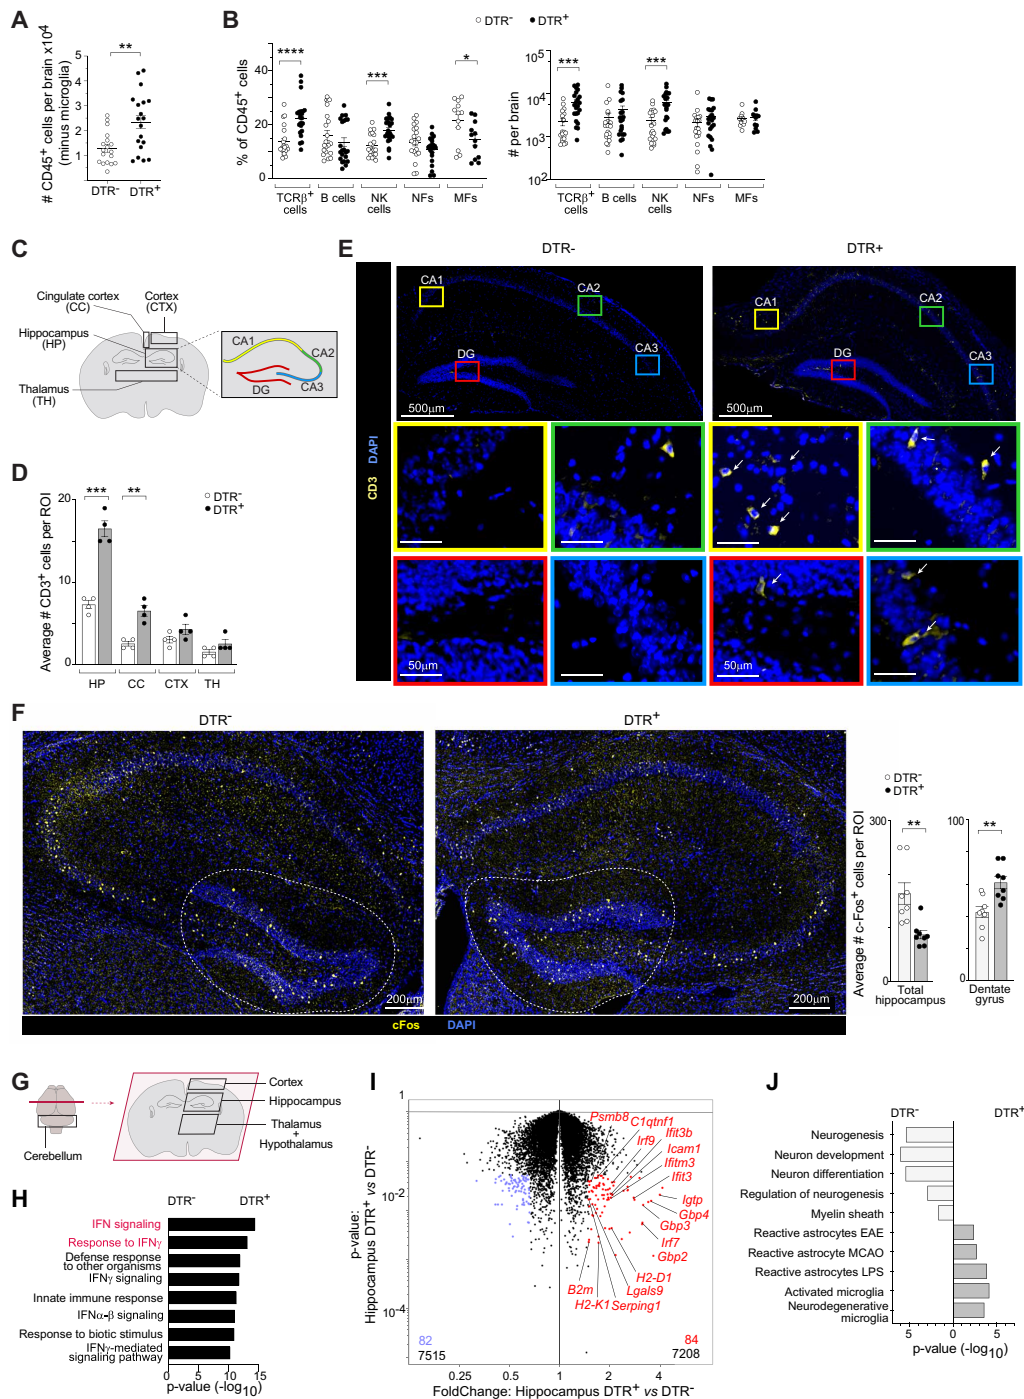 A
# CD45+ cells per brain x10^4
(minus microglia)
5
4
3
2
1
0
**
DTR-
DTR+
B
DTR-
DTR+
% of CD45+ cells
40
20
0
****
***
*
TCRβ+
cells
B cells
NK
cells
NFs
MFs
# per brain
10^6
10^4
10^2
***
***
TCRβ+
cells
B cells
NK
cells
NFs
MFs
C
Cingulate cortex
(CC)
Cortex
(CTX)
Hippocampus
(HP)
Thalamus
(TH)
CA1
CA2
CA3
DG
D
Average # CD3+ cells per ROI
20
10
0
***
**
DTR-
DTR+
HP
CC
CTX
TH
E
DTR-
DTR+
CD3 DAPI
CA1
CA2
CA3
DG
500µm
CA1
CA2
CA3
DG
500µm
50µm
50µm
F
DTR-
DTR+
200µm
200µm
cFos
DAPI
DTR-
DTR+
Average # c-Fos+ cells per ROI
300
0
**
Total
hippocampus
100
0
**
Dentate
gyrus
G
Cerebellum
Cortex
Hippocampus
Thalamus
+
Hypothalamus
H
DTR-
DTR+
IFN signaling
Response to IFNγ
Defense response
to other organisms
IFNγ signaling
Innate immune response
IFNα-β signaling
Response to biotic stimulus
IFNγ-mediated
signaling pathway
0
5
10
15
p-value (-log10)
I
p-value:
Hippocampus DTR+ vs DTR-
1
10^-2
10^-4
Psmb8
C1qtnf1
Ifit3b
Irf9
Icam1
Ifitm3
Ifit3
Igtp
Gbp4
Gbp3
Irf7
Gbp2
H2-D1
B2m
Lgals9
H2-K1
Serping1
82
7515
84
7208
0.25
0.5
1
2
4
FoldChange: Hippocampus DTR+ vs DTR-
J
DTR-
DTR+
Neurogenesis
Neuron development
Neuron differentiation
Regulation of neurogenesis
Myelin sheath
Reactive astrocytes EAE
Reactive astrocyte MCAO
Reactive astrocytes LPS
Activated microglia
Neurodegenerative
microglia
5
0
5
p-value (-log10)